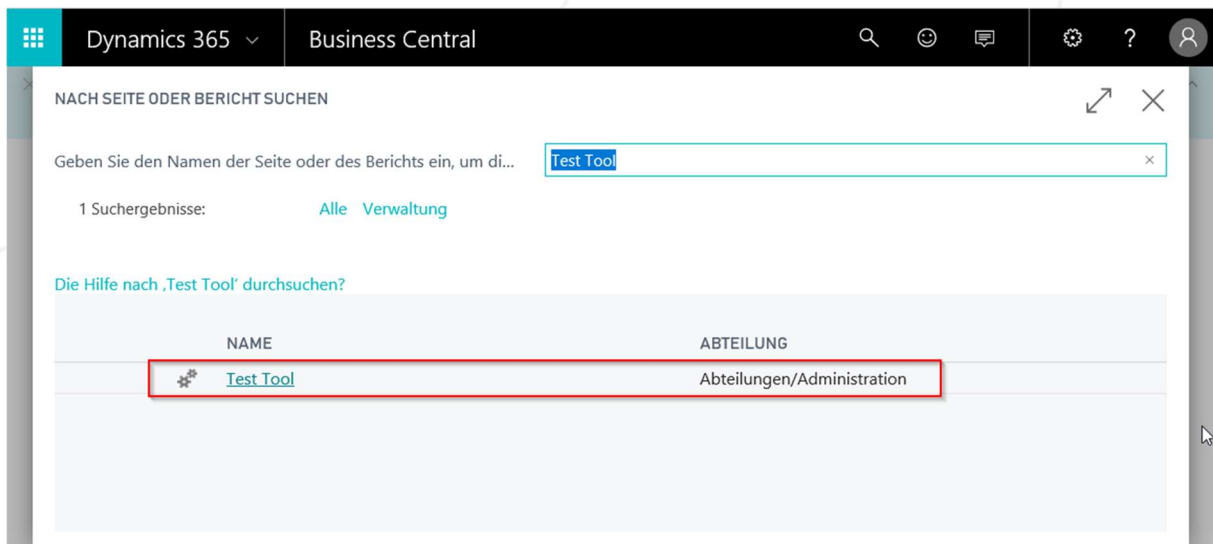 Dynamics 365 Business Central ?
NACH SEITE ODER BERICHT SUCHEN
Geben Sie den Namen der Seite oder des Berichts ein, um di... Test Tool
1 Suchergebnisse: Alle Verwaltung
Die Hilfe nach ‚Test Tool‘ durchsuchen?
NAME ABTEILUNG
Test Tool Abteilungen/Administration